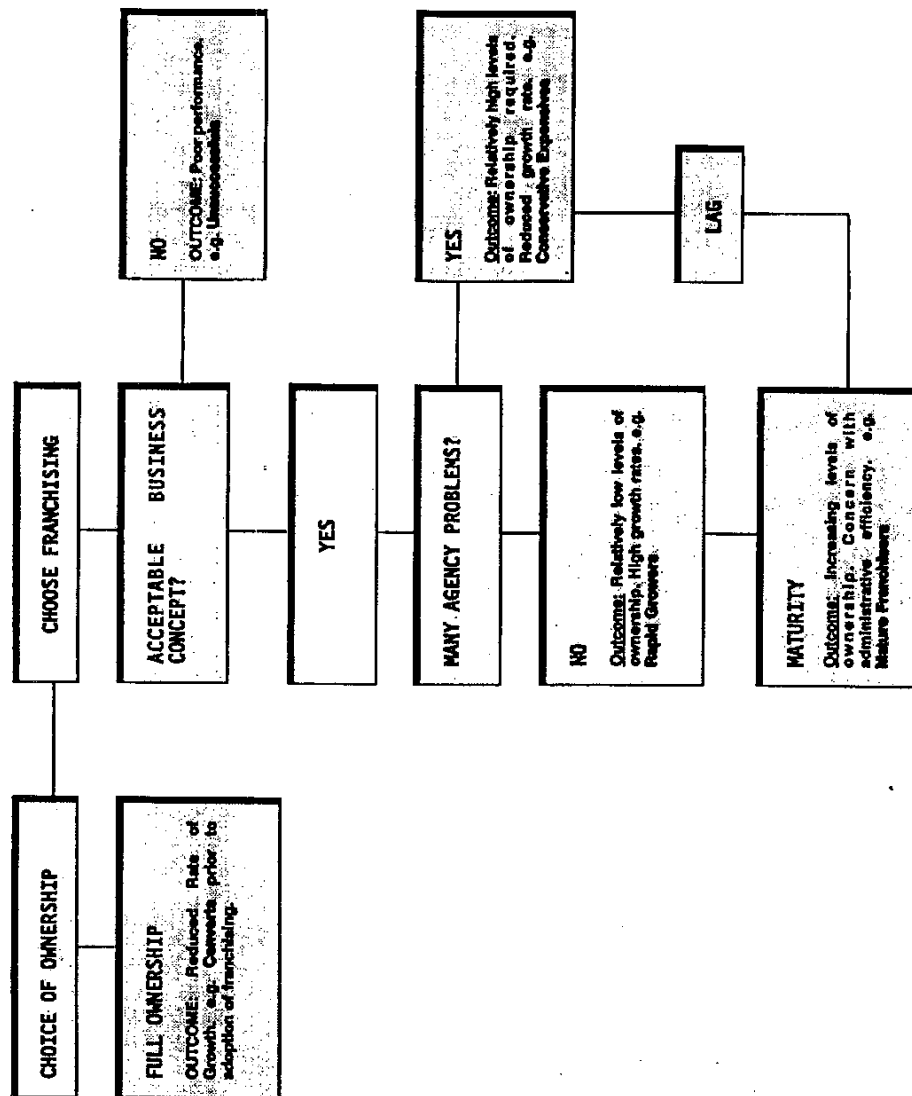 CHOICE OF OWNERSHIP
FULL OWNERSHIP
OUTCOME: Reduced Rate of
Growth. e.g. Converts prior to
adoption of franchising.
CHOOSE FRANCHISING
ACCEPTABLE BUSINESS
CONCEPT?
NO
OUTCOME: Poor performance.
e.g. Unsuccessfuls
YES
MANY AGENCY PROBLEMS?
YES
Outcome: Relatively high levels
of ownership required.
Reduced growth rate. e.g.
Conservative Expensives
NO
Outcome: Relatively low levels of
ownership. High growth rates. e.g.
Rapid Growers.
LAG
MATURITY
Outcome: Increasing levels of
ownership. Concern with
administrative efficiency. e.g.
Mature Franchisers